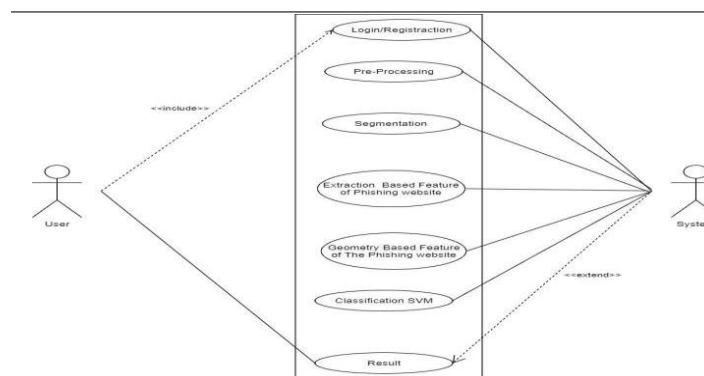 Login/Registraction
Pre-Processing
<<include>>
Segmentation
Extraction Based Feature
of Phishing website
User
Syste
Geometry Based Feature
of The Phishing website
<<extend>>
Classification SVM
Result